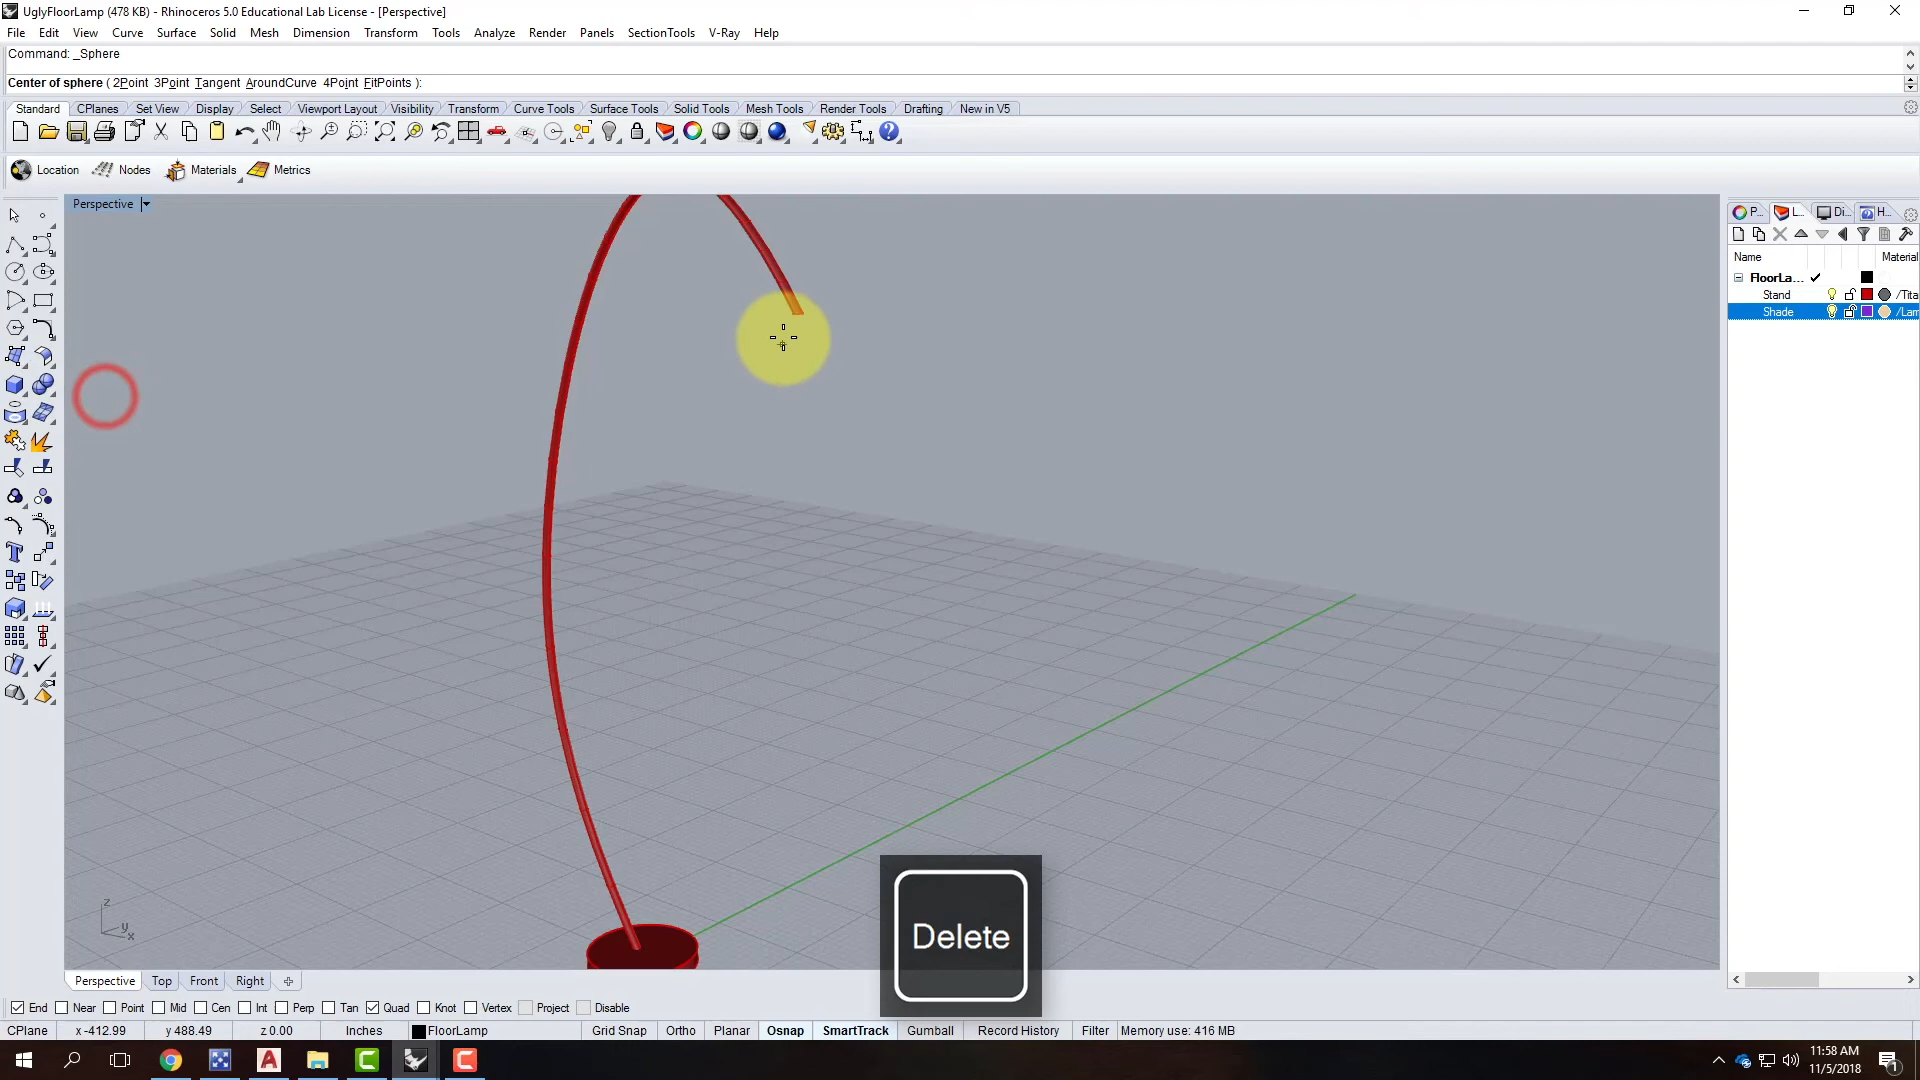 UglyFloorLamp (478 KB) - Rhinoceros 5.0 Educational Lab License - [Perspective]
File Edit View Curve Surface Solid Mesh Dimension Transform Tools Analyze Render Panels SectionTools V-Ray Help
Command: _Sphere
Center of sphere ( 2Point 3Point Tangent AroundCurve 4Point FitPoints ):
Standard CPlanes Set View Display Select Viewport Layout Visibility Transform Curve Tools Surface Tools Solid Tools Mesh Tools Render Tools Drafting New in V5
Location Nodes Materials Metrics
Perspective
P... L... Di... H...
Name Material
FloorLa...
Stand /Tita
Shade /Lam
z
y
x
Delete
Perspective Top Front Right
End Near Point Mid Cen Int Perp Tan Quad Knot Vertex Project Disable
CPlane x -412.99 y 488.49 z 0.00 Inches FloorLamp Grid Snap Ortho Planar Osnap SmartTrack Gumball Record History Filter Memory use: 416 MB
11:58 AM
11/5/2018
1